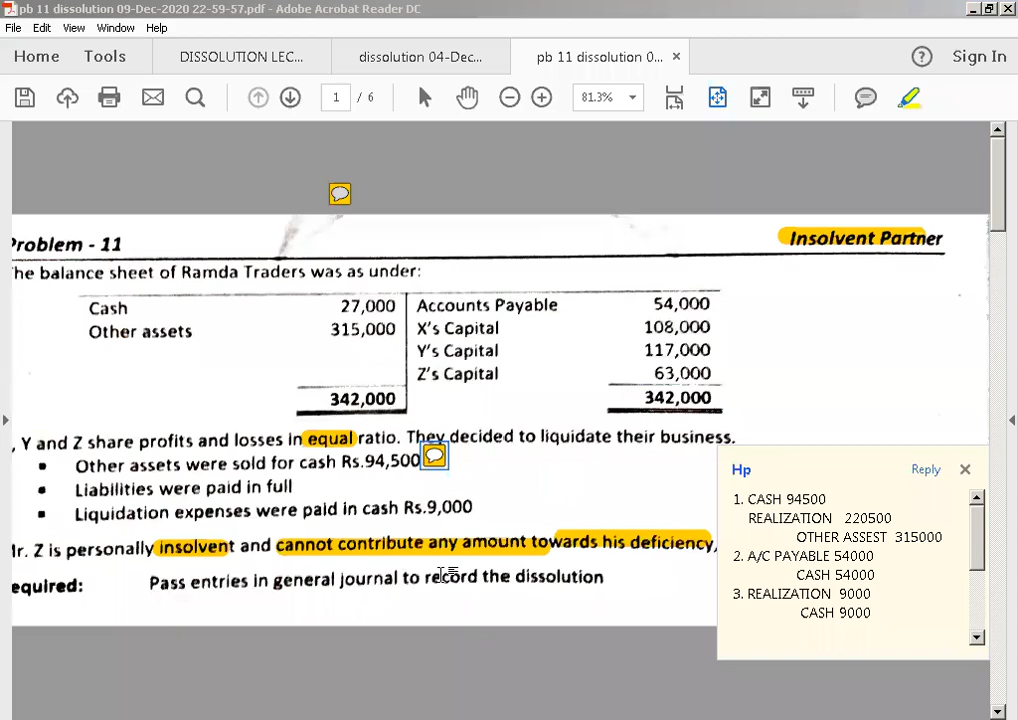 pb 11 dissolution 09-Dec-2020 22-59-57.pdf - Adobe Acrobat Reader DC
File Edit View Window Help
Home Tools DISSOLUTION LEC... dissolution 04-Dec... pb 11 dissolution 0... Sign In
1 / 6 81.3%
Problem - 11 Insolvent Partner
he balance sheet of Ramda Traders was as under:
Cash 27,000 Accounts Payable 54,000
Other assets 315,000 X's Capital 108,000
Y's Capital 117,000
Z's Capital 63,000
342,000 342,000
, Y and Z share profits and losses in equal ratio. They decided to liquidate their business.
Other assets were sold for cash Rs.94,500
Liabilities were paid in full
Liquidation expenses were paid in cash Rs.9,000
Mr. Z is personally insolvent and cannot contribute any amount towards his deficiency,
equired: Pass entries in general journal to record the dissolution
Hp Reply
1. CASH 94500
REALIZATION 220500
OTHER ASSEST 315000
2. A/C PAYABLE 54000
CASH 54000
3. REALIZATION 9000
CASH 9000